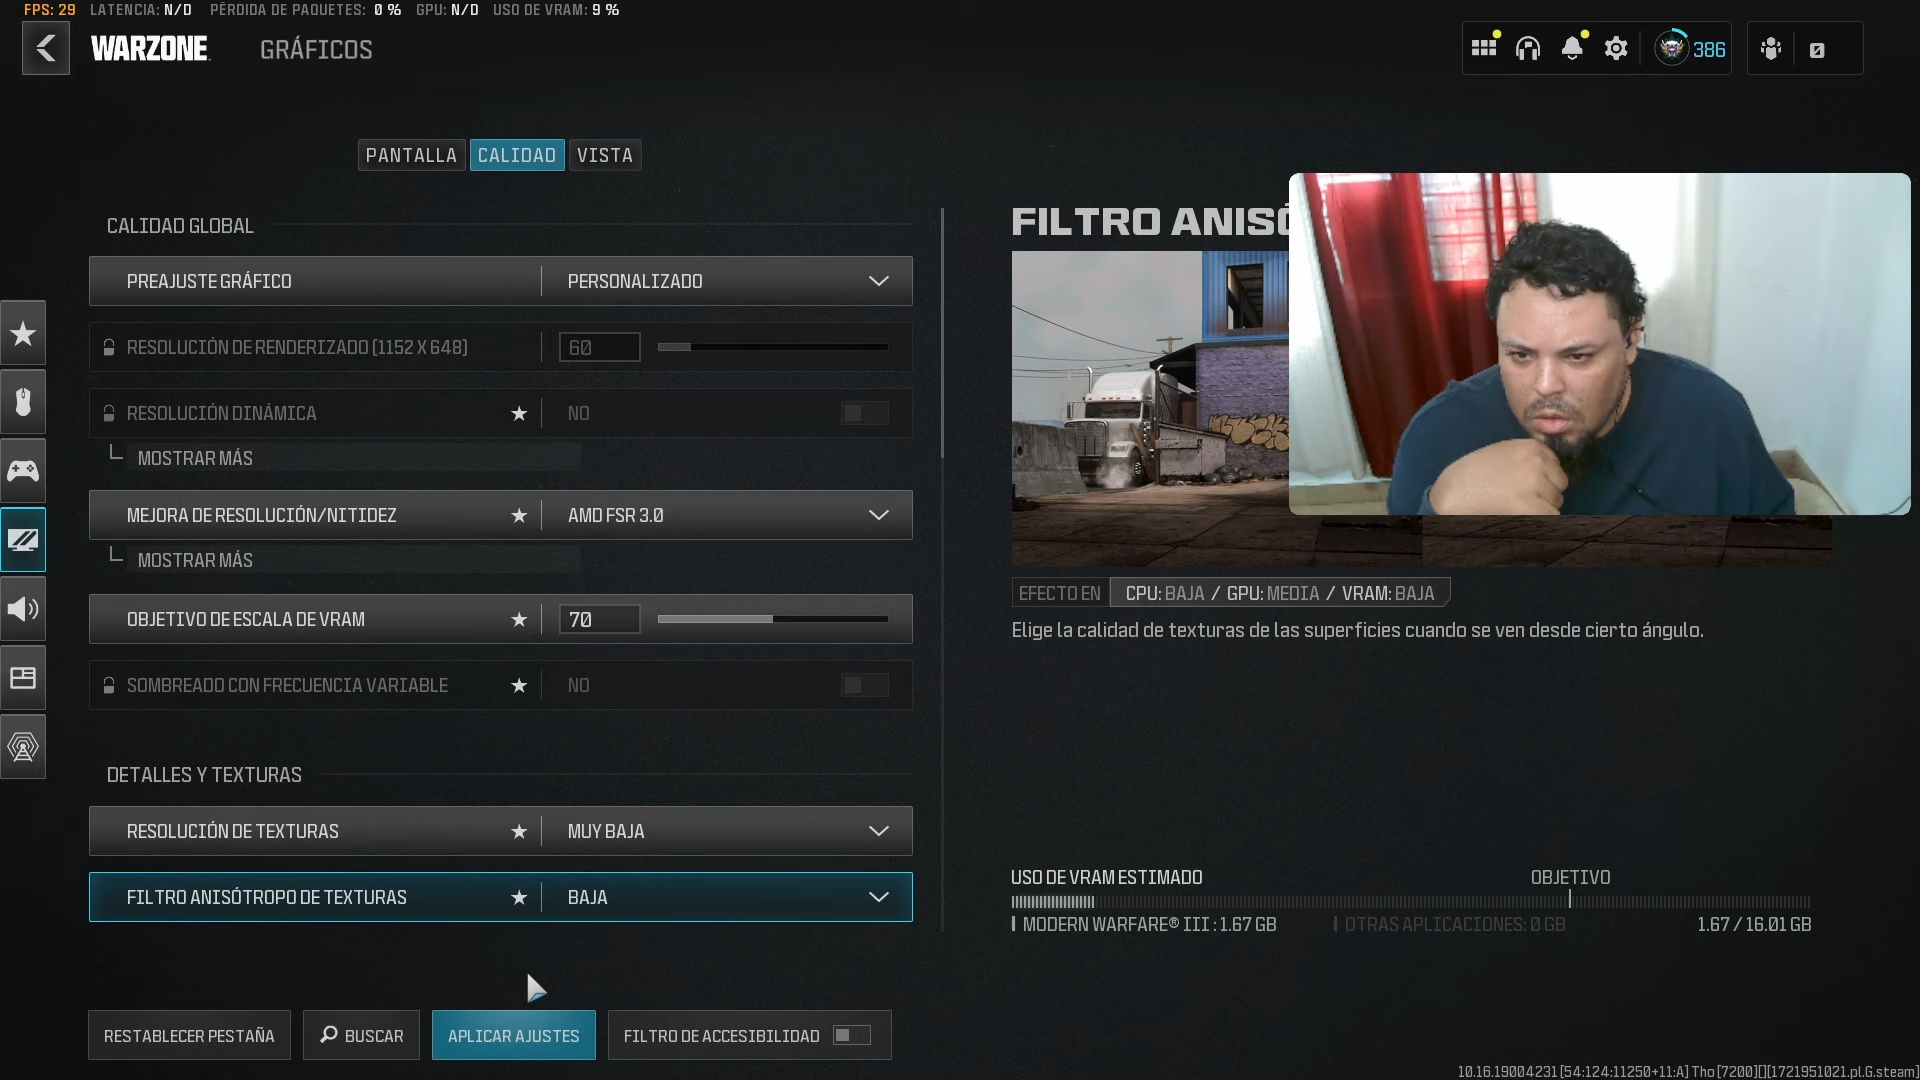 FPS: 29 LATENCIA: N/D PÉRDIDA DE PAQUETES: 0 % GPU: N/D USO DE VRAM: 9 %
WARZONE GRÁFICOS
386 0
PANTALLA CALIDAD VISTA
CALIDAD GLOBAL
PREAJUSTE GRÁFICO PERSONALIZADO
RESOLUCIÓN DE RENDERIZADO (1152 X 648) 60
RESOLUCIÓN DINÁMICA NO
MOSTRAR MÁS
MEJORA DE RESOLUCIÓN/NITIDEZ AMD FSR 3.0
MOSTRAR MÁS
OBJETIVO DE ESCALA DE VRAM 70
SOMBREADO CON FRECUENCIA VARIABLE NO
DETALLES Y TEXTURAS
RESOLUCIÓN DE TEXTURAS MUY BAJA
FILTRO ANISÓTROPO DE TEXTURAS BAJA
RESTABLECER PESTAÑA BUSCAR APLICAR AJUSTES FILTRO DE ACCESIBILIDAD
FILTRO ANISÓ
EFECTO EN CPU: BAJA / GPU: MEDIA / VRAM: BAJA
Elige la calidad de texturas de las superficies cuando se ven desde cierto ángulo.
USO DE VRAM ESTIMADO OBJETIVO
MODERN WARFARE® III : 1.67 GB OTRAS APLICACIONES: 0 GB 1.67 / 16.01 GB
10.16.19004231 [54:124:11250+11:A] Tho [7200][][1721951021.pl.G.steam]